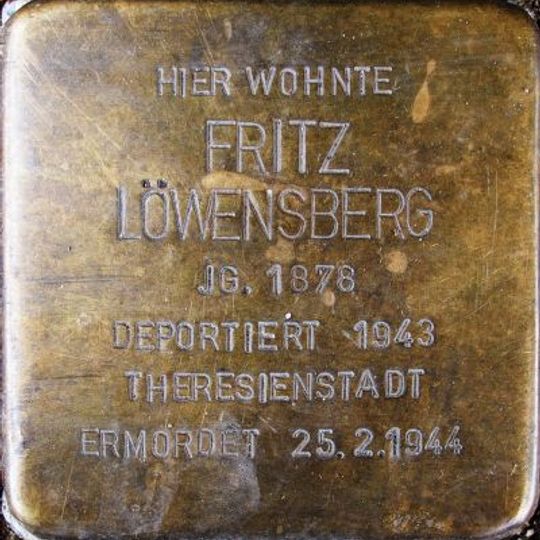 HIER WOHNTE
FRITZ
LÖWENSBERG
JG. 1878
DEPORTIERT 1943
THERESIENSTADT
ERMORDET 25.2.1944